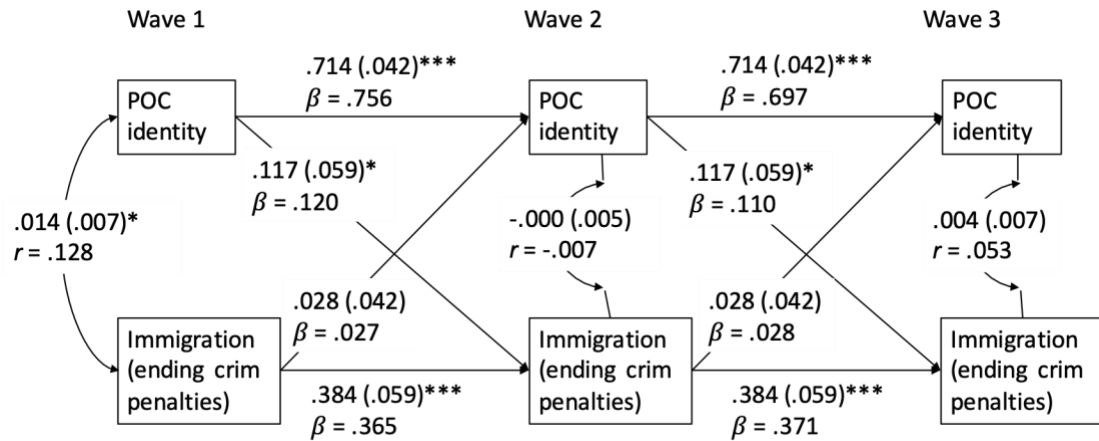 Wave 1
Wave 2
Wave 3
.714 (.042)***
β = .756
.714 (.042)***
β = .697
POC
identity
POC
identity
POC
identity
.117 (.059)*
β = .120
.117 (.059)*
β = .110
.014 (.007)*
r = .128
-.000 (.005)
r = -.007
.004 (.007)
r = .053
.028 (.042)
β = .027
.028 (.042)
β = .028
Immigration
(ending crim
penalties)
Immigration
(ending crim
penalties)
Immigration
(ending crim
penalties)
.384 (.059)***
β = .365
.384 (.059)***
β = .371